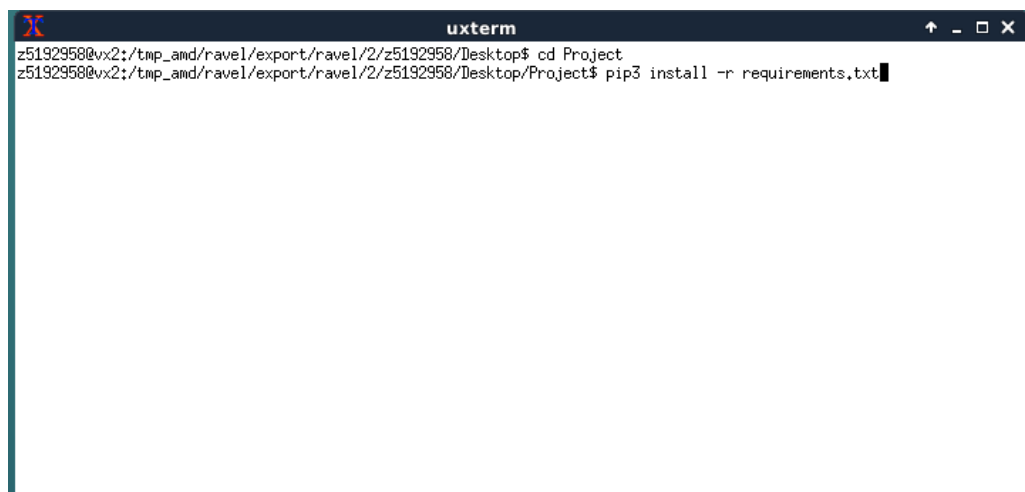 uxterm
z5192958@vx2:/tmp_amd/ravel/export/ravel/2/z5192958/Desktop$ cd Project
z5192958@vx2:/tmp_amd/ravel/export/ravel/2/z5192958/Desktop/Project$ pip3 install -r requirements.txt